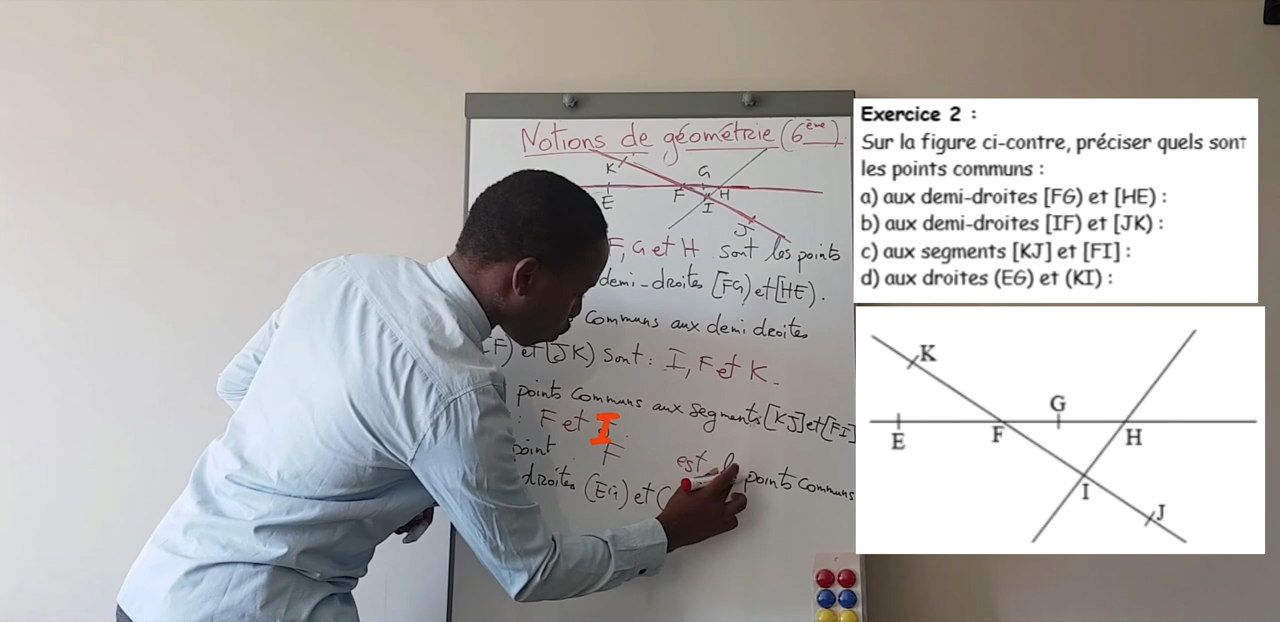 Notions de géométrie (6ème).
K G
E F H
I
J
F, G et H sont les points
demi-droites [FG) et [HE).
Communs aux demi droites
F) et [JK) sont : I, F et K.
points communs aux segments [KJ] et [FI]
: F et I
point F est
droites (EG) et ( points communs
Exercice 2 :
Sur la figure ci-contre, préciser quels sont
les points communs :
a) aux demi-droites [FG) et [HE) :
b) aux demi-droites [IF) et [JK) :
c) aux segments [KJ] et [FI] :
d) aux droites (EG) et (KI) :
K
G
E F H
I
J